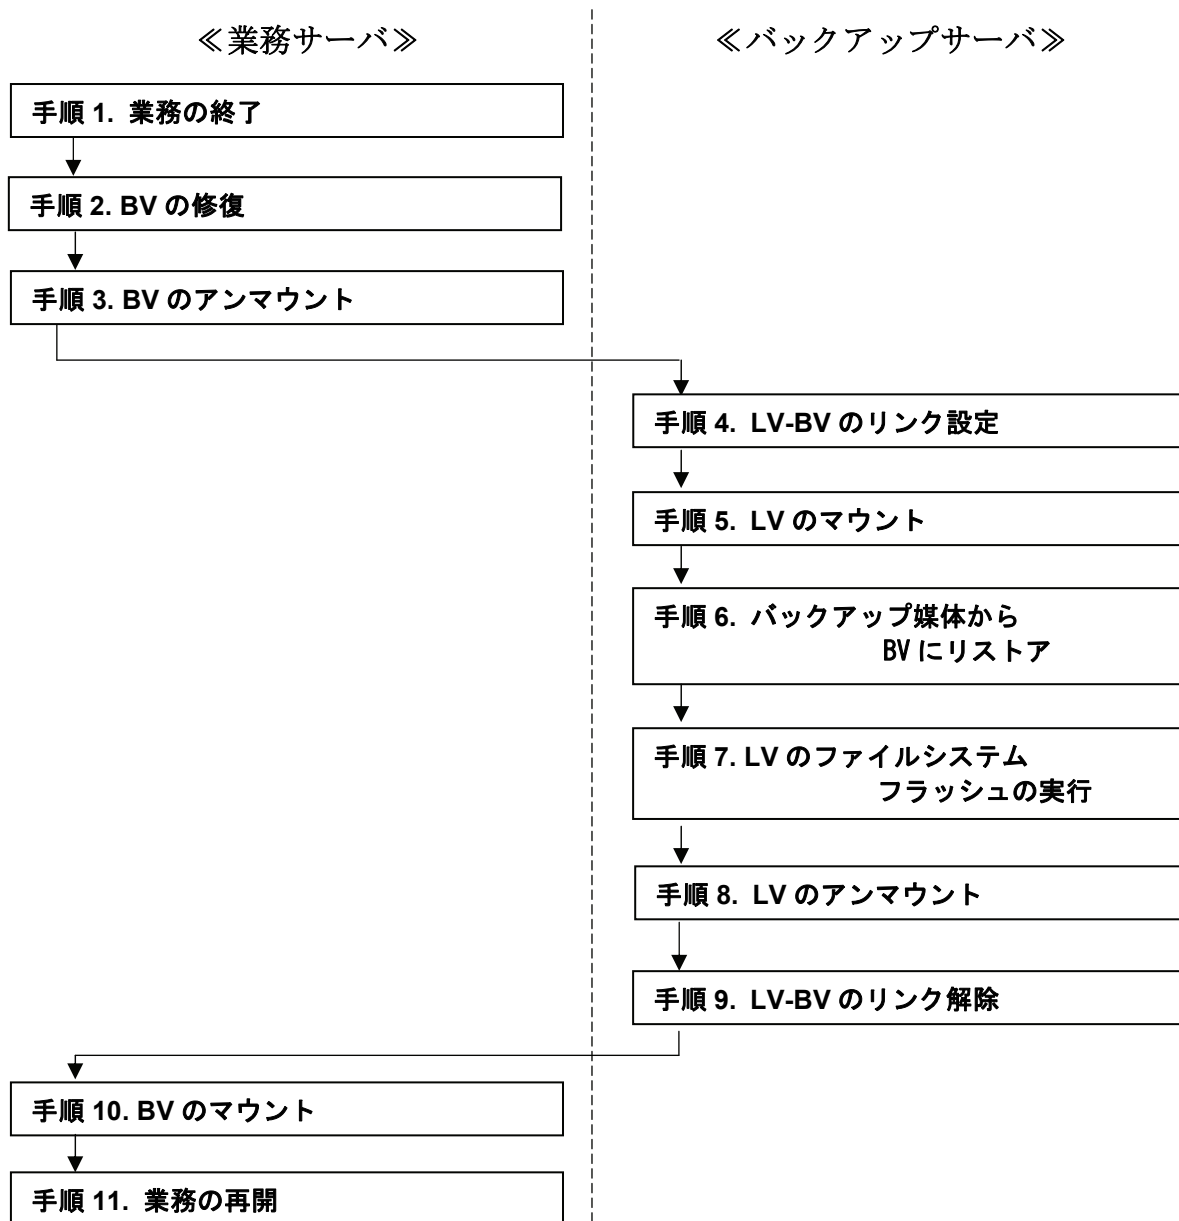 ≪業務サーバ≫
≪バックアップサーバ≫
手順 1. 業務の終了
手順 2. BV の修復
手順 3. BV のアンマウント
手順 4. LV-BV のリンク設定
手順 5. LV のマウント
手順 6. バックアップ媒体から
BV にリストア
手順 7. LV のファイルシステム
フラッシュの実行
手順 8. LV のアンマウント
手順 9. LV-BV のリンク解除
手順 10. BV のマウント
手順 11. 業務の再開